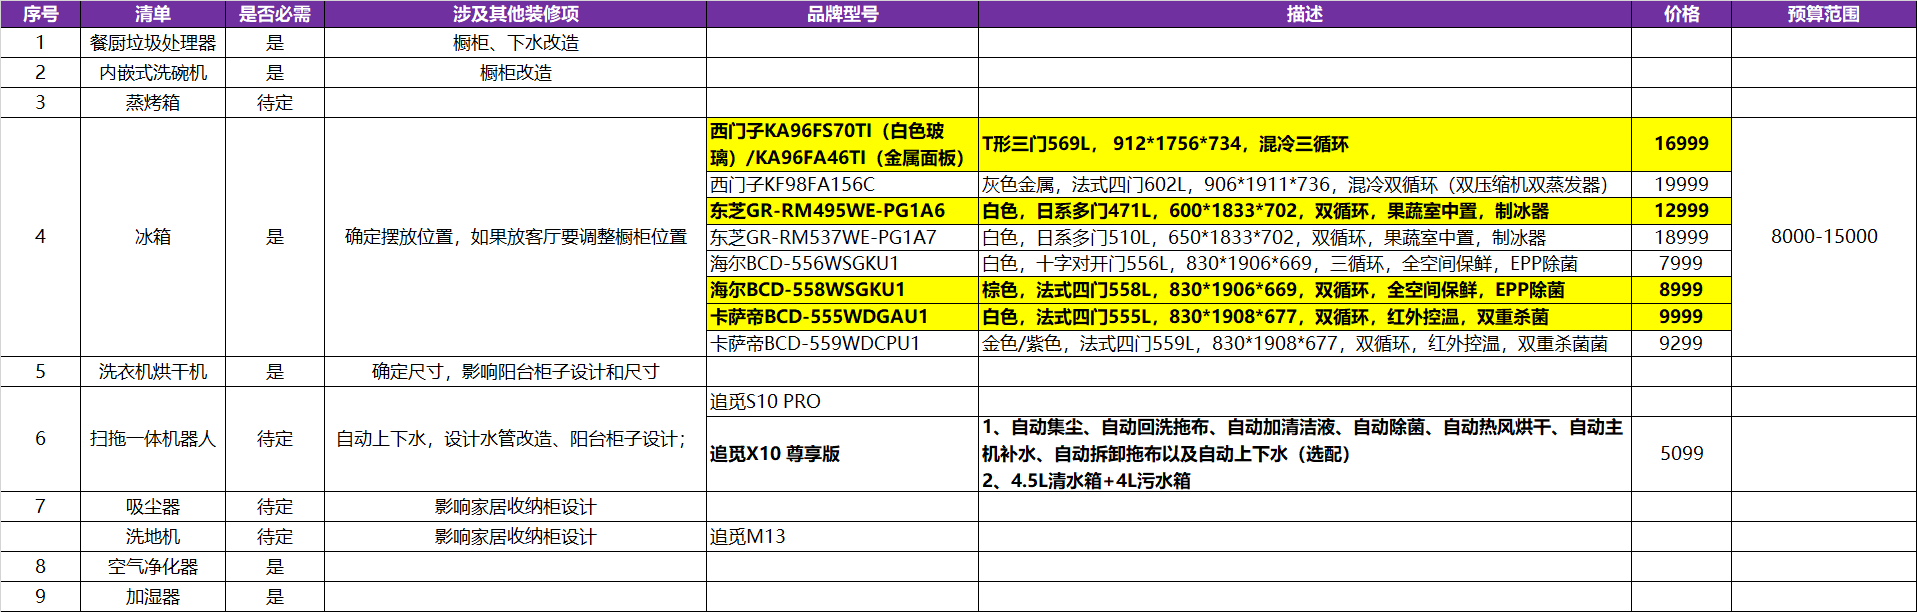 序号 清单 是否必需 涉及其他装修项 品牌型号 描述 价格 预算范围
1 餐厨垃圾处理器 是 橱柜、下水改造
2 内嵌式洗碗机 是 橱柜改造
3 蒸烤箱 待定
4 冰箱 是 确定摆放位置，如果放客厅要调整橱柜位置
西门子KA96FS70TI（白色玻
璃）/KA96FA46TI（金属面板）
T形三门569L， 912*1756*734，混冷三循环 16999
西门子KF98FA156C 灰色金属，法式四门602L，906*1911*736，混冷双循环（双压缩机双蒸发器） 19999
东芝GR-RM495WE-PG1A6 白色，日系多门471L，600*1833*702，双循环，果蔬室中置，制冰器 12999
东芝GR-RM537WE-PG1A7 白色，日系多门510L，650*1833*702，双循环，果蔬室中置，制冰器 18999
海尔BCD-556WSGKU1 白色，十字对开门556L，830*1906*669，三循环，全空间保鲜，EPP除菌 7999
海尔BCD-558WSGKU1 棕色，法式四门558L，830*1906*669，双循环，全空间保鲜，EPP除菌 8999
卡萨帝BCD-555WDGAU1 白色，法式四门555L，830*1908*677，双循环，红外控温，双重杀菌 9999
卡萨帝BCD-559WDCPU1 金色/紫色，法式四门559L，830*1908*677，双循环，红外控温，双重杀菌菌 9299
8000-15000
5 洗衣机烘干机 是 确定尺寸，影响阳台柜子设计和尺寸
6 扫拖一体机器人 待定 自动上下水，设计水管改造、阳台柜子设计；
追觅S10 PRO
追觅X10 尊享版
1、自动集尘、自动回洗拖布、自动加清洁液、自动除菌、自动热风烘干、自动主
机补水、自动拆卸拖布以及自动上下水（选配）
2、4.5L清水箱+4L污水箱
5099
7 吸尘器 待定 影响家居收纳柜设计
洗地机 待定 影响家居收纳柜设计 追觅M13
8 空气净化器 是
9 加湿器 是